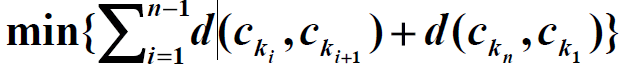 min{∑_{i=1}^{n-1} d(c_{k_i}, c_{k_{i+1}}) + d(c_{k_n}, c_{k_1})}